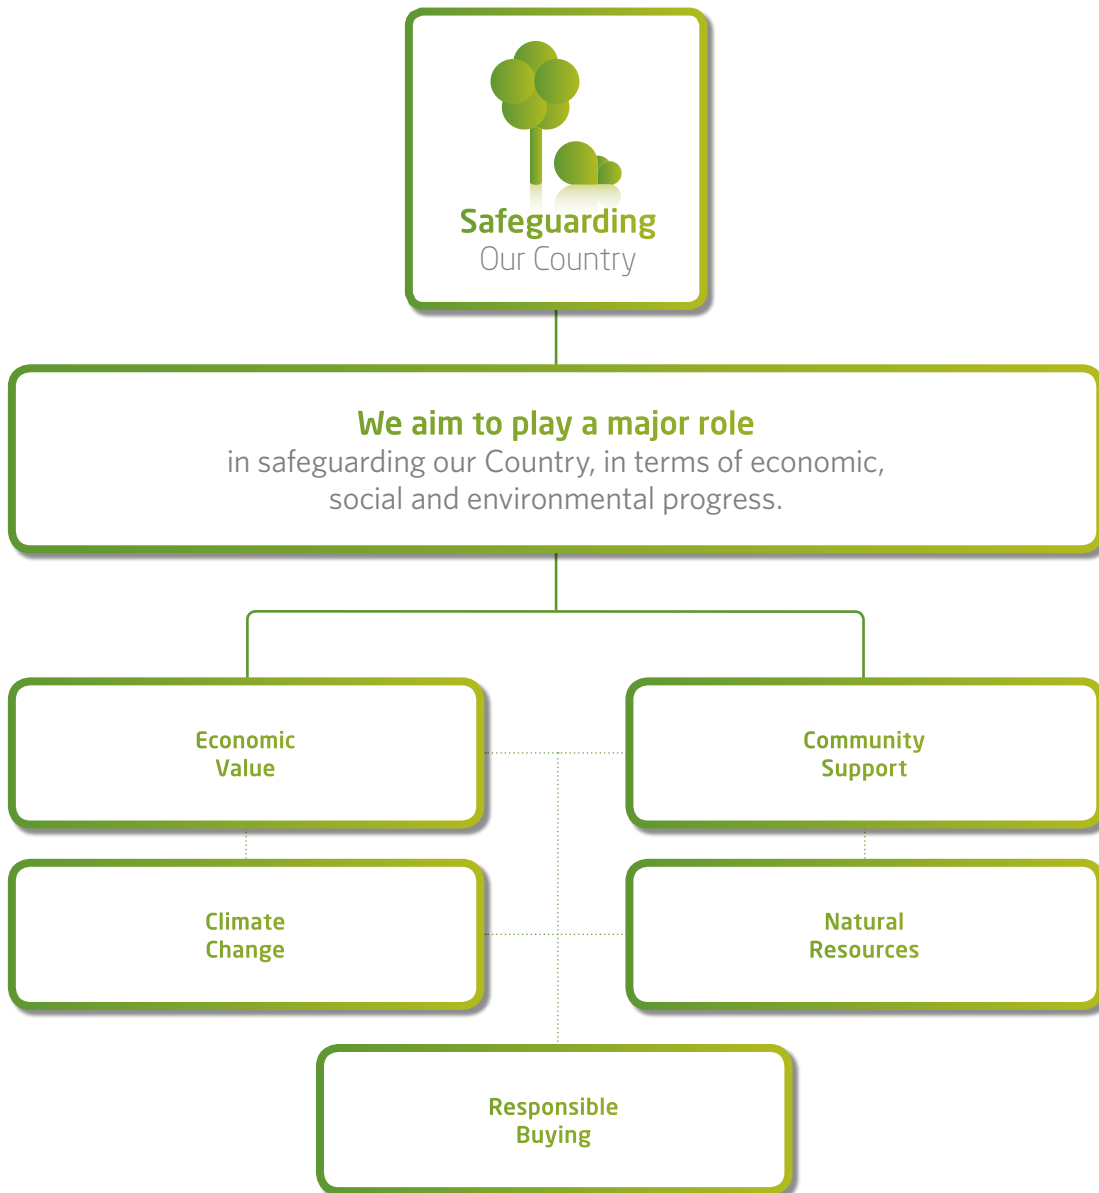 Safeguarding
Our Country
We aim to play a major role
in safeguarding our Country, in terms of economic,
social and environmental progress.
Economic
Value
Community
Support
Climate
Change
Natural
Resources
Responsible
Buying